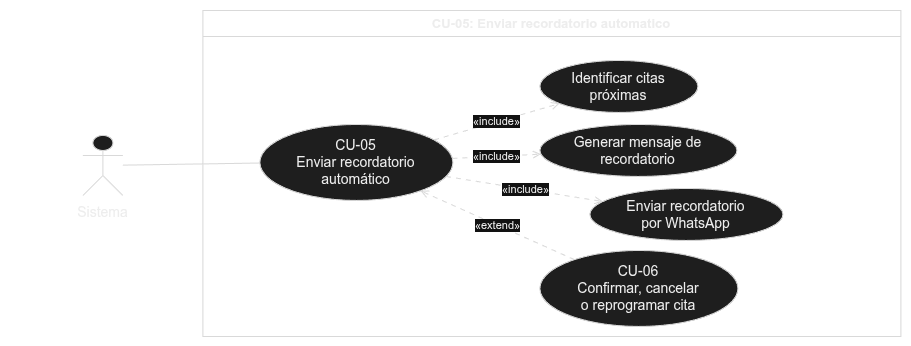 CU-05: Enviar recordatorio automatico
Identificar citas
próximas
«include»
CU-05
Enviar recordatorio
automático
Generar mensaje de
recordatorio
«include»
«include»
Enviar recordatorio
por WhatsApp
Sistema
«extend»
CU-06
Confirmar, cancelar
o reprogramar cita